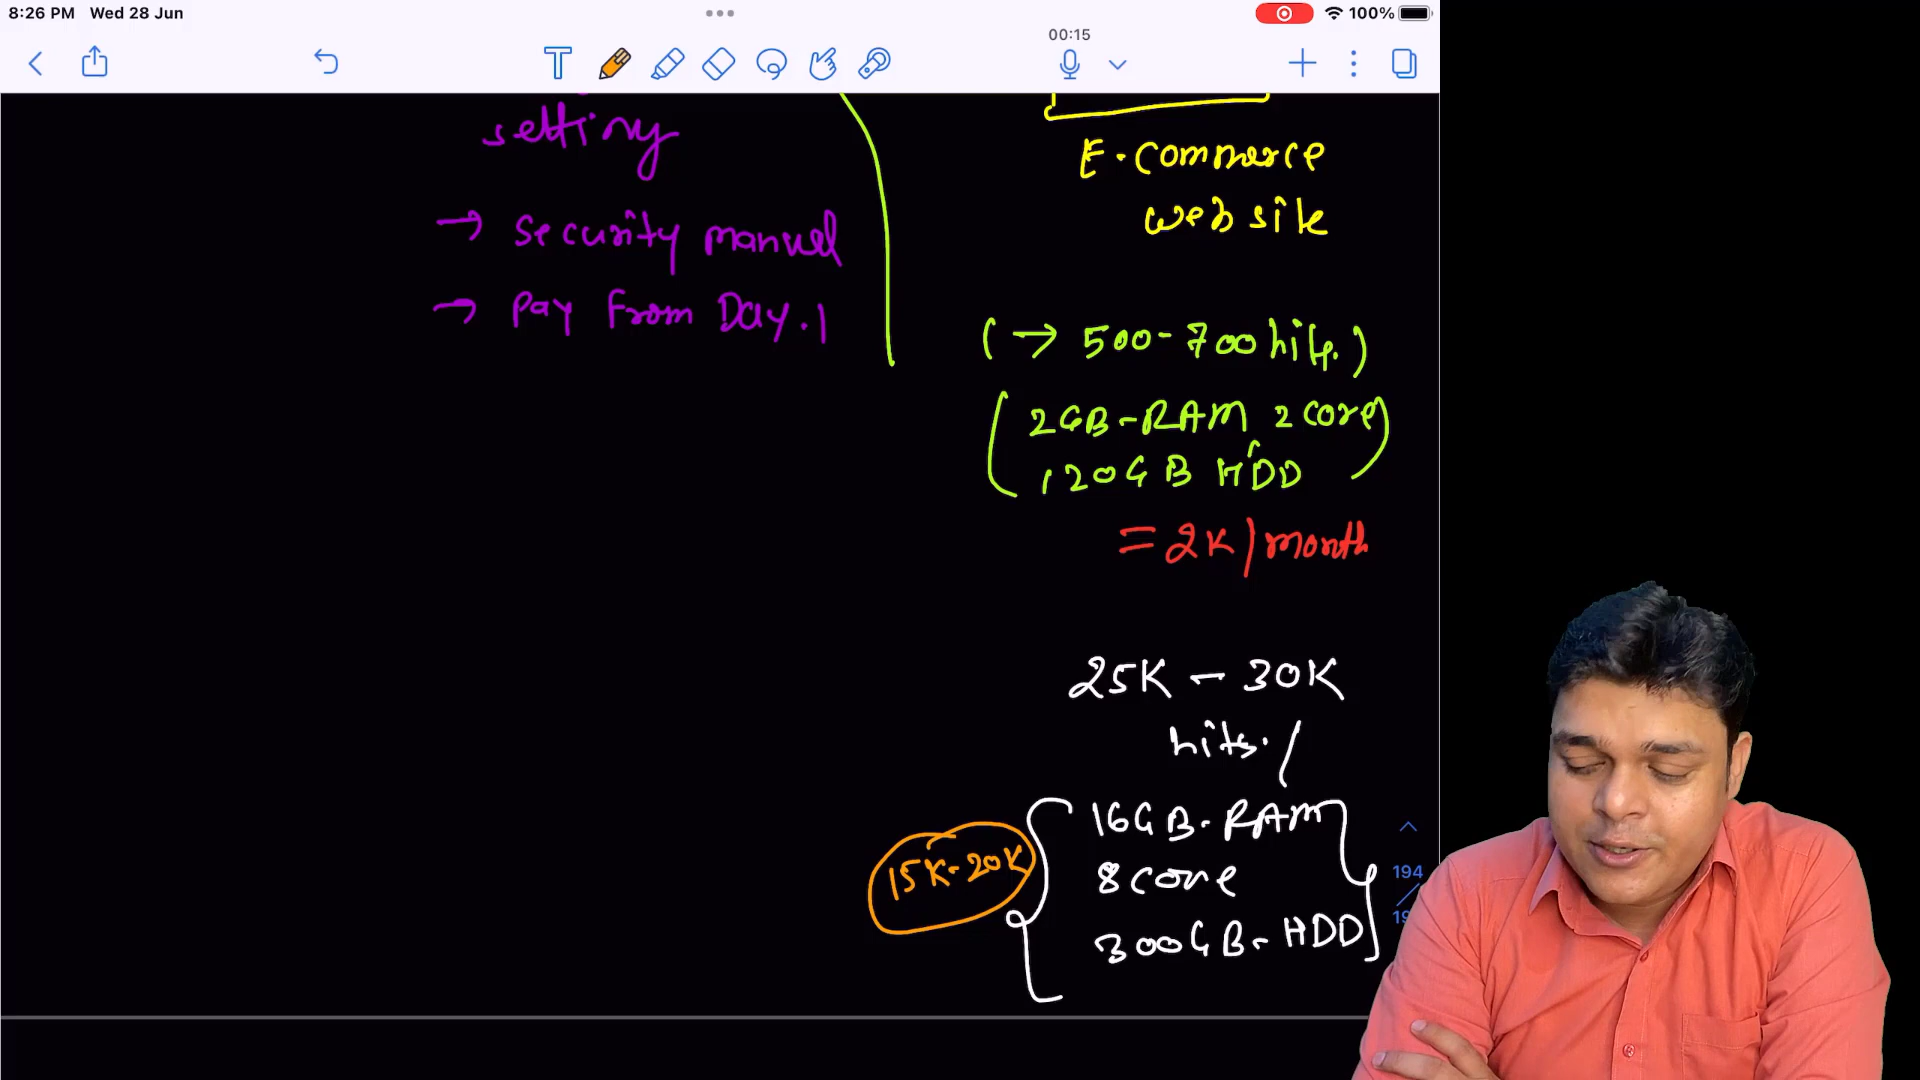 8:26 PM Wed 28 Jun
100%
00:15
T
setting
→ security manual
→ Pay From Day.1
E-commerce
website
(→ 500-700 hits.)
2GB-RAM 2 core
120GB HDD
= 2K/month
25K - 30K
hits./
15K-20K
16GB-RAM
8 core
300GB-HDD
194